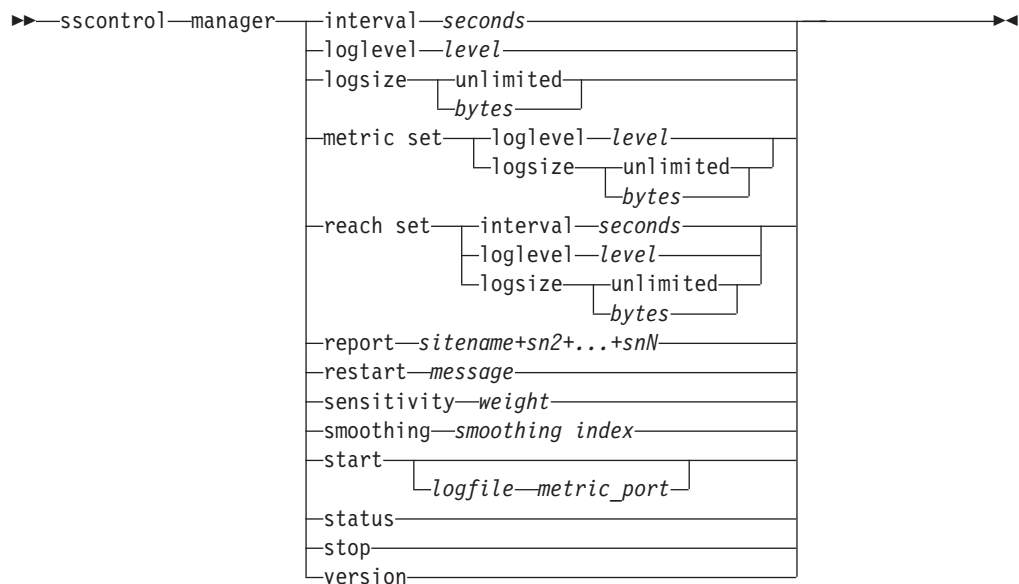 sscontrol manager interval seconds
loglevel level
logsize unlimited
bytes
metric set loglevel level
logsize unlimited
bytes
reach set interval seconds
loglevel level
logsize unlimited
bytes
report sitename+sn2+...+snN
restart message
sensitivity weight
smoothing smoothing index
start
logfile metric_port
status
stop
version